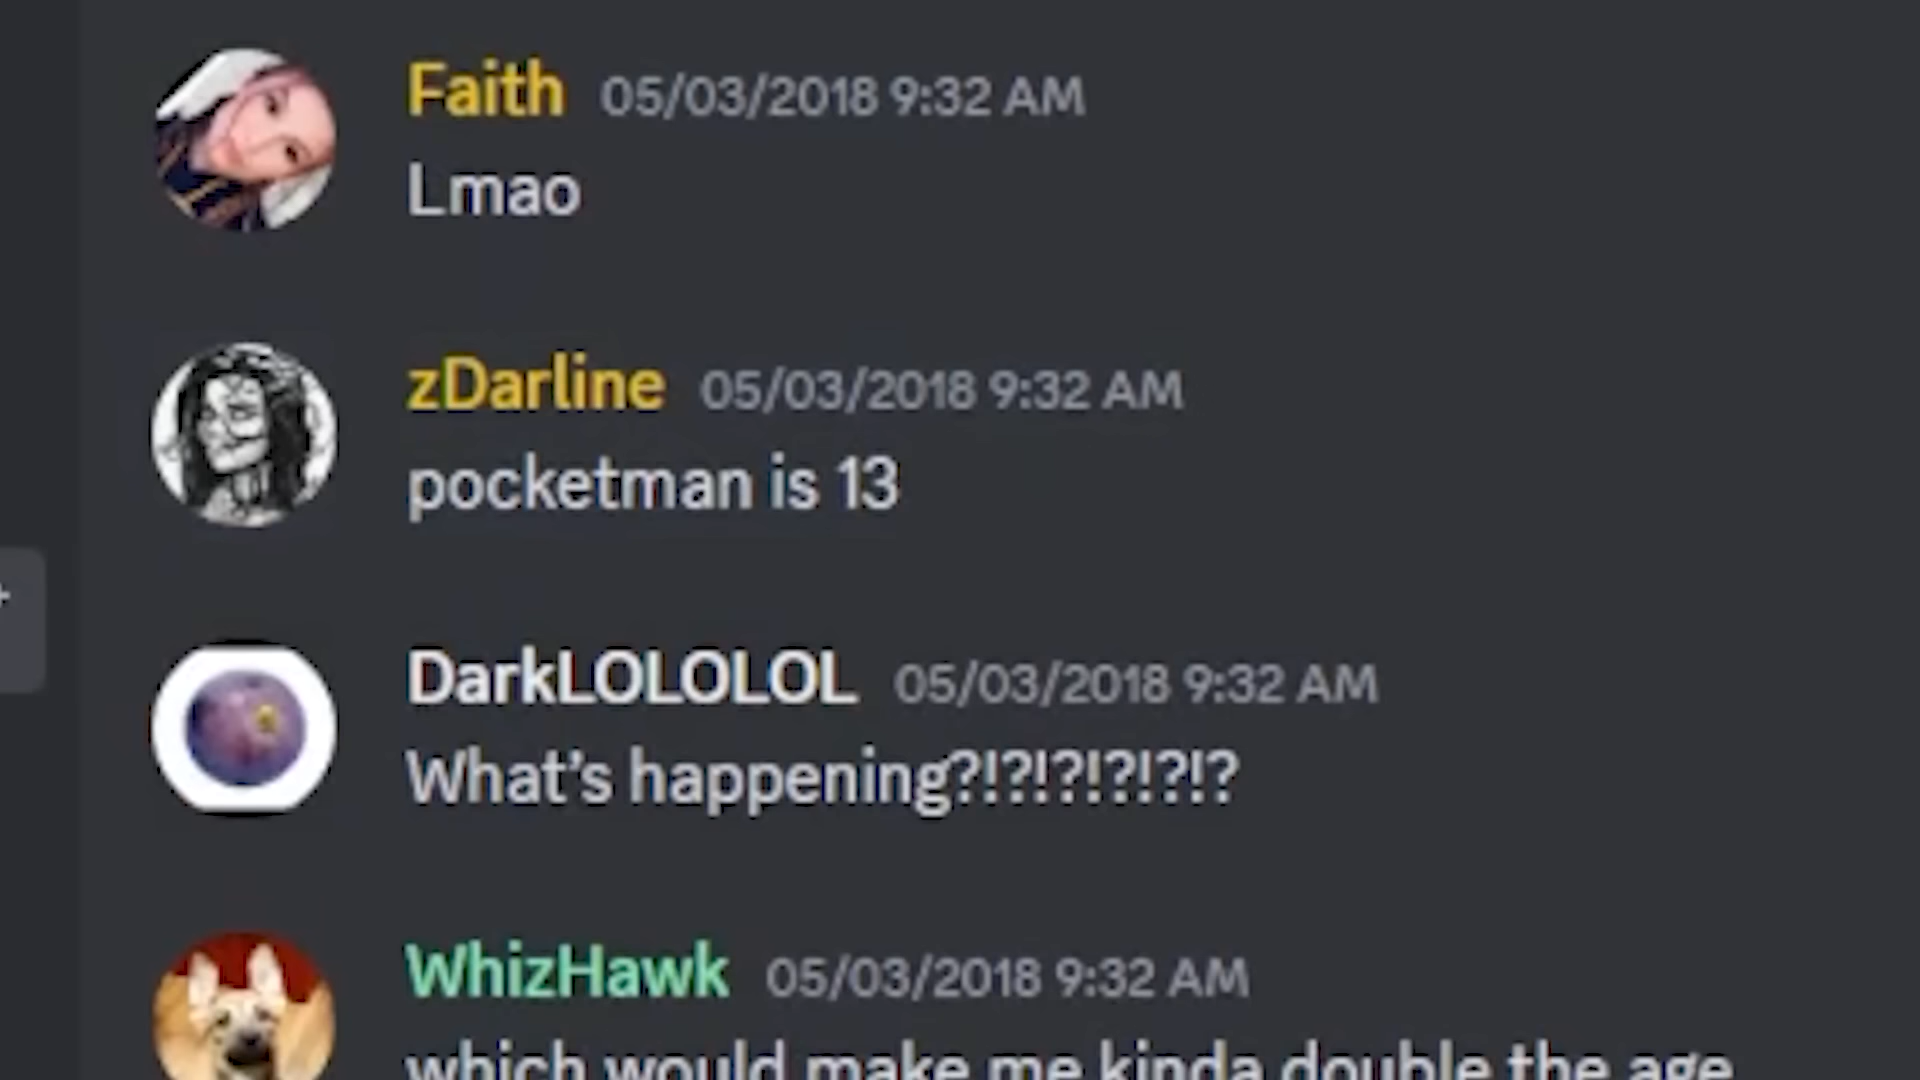 Faith 05/03/2018 9:32 AM
Lmao
zDarline 05/03/2018 9:32 AM
pocketman is 13
DarkLOLOLOL 05/03/2018 9:32 AM
What’s happening?!?!?!?!?!?!?
WhizHawk 05/03/2018 9:32 AM
which would make me kinda double the age